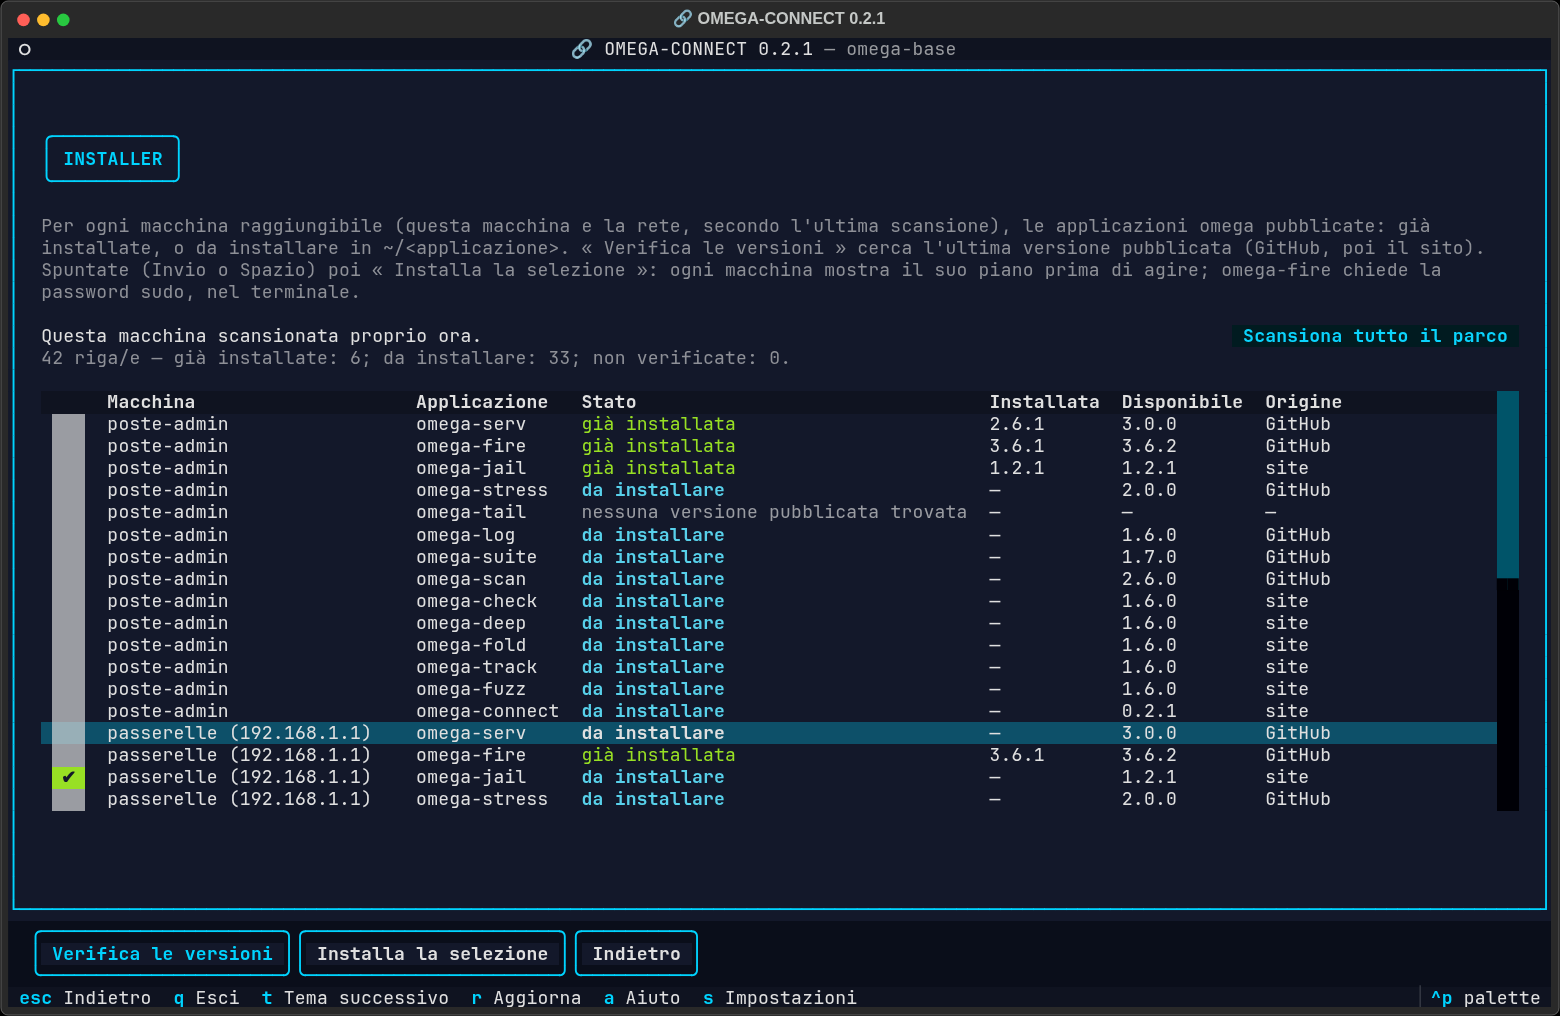 🔗 OMEGA-CONNECT 0.2.1
🔗 OMEGA-CONNECT 0.2.1 — omega-base
INSTALLER
Per ogni macchina raggiungibile (questa macchina e la rete, secondo l'ultima scansione), le applicazioni omega pubblicate: già
installate, o da installare in ~/<applicazione>. « Verifica le versioni » cerca l'ultima versione pubblicata (GitHub, poi il sito).
Spuntate (Invio o Spazio) poi « Installa la selezione »: ogni macchina mostra il suo piano prima di agire; omega-fire chiede la
password sudo, nel terminale.
Questa macchina scansionata proprio ora. Scansiona tutto il parco
42 riga/e — già installate: 6; da installare: 33; non verificate: 0.
Macchina Applicazione Stato Installata Disponibile Origine
poste-admin omega-serv già installata 2.6.1 3.0.0 GitHub
poste-admin omega-fire già installata 3.6.1 3.6.2 GitHub
poste-admin omega-jail già installata 1.2.1 1.2.1 site
poste-admin omega-stress da installare — 2.0.0 GitHub
poste-admin omega-tail nessuna versione pubblicata trovata — — —
poste-admin omega-log da installare — 1.6.0 GitHub
poste-admin omega-suite da installare — 1.7.0 GitHub
poste-admin omega-scan da installare — 2.6.0 GitHub
poste-admin omega-check da installare — 1.6.0 site
poste-admin omega-deep da installare — 1.6.0 site
poste-admin omega-fold da installare — 1.6.0 site
poste-admin omega-track da installare — 1.6.0 site
poste-admin omega-fuzz da installare — 1.6.0 site
poste-admin omega-connect da installare — 0.2.1 site
passerelle (192.168.1.1) omega-serv da installare — 3.0.0 GitHub
passerelle (192.168.1.1) omega-fire già installata 3.6.1 3.6.2 GitHub
✔ passerelle (192.168.1.1) omega-jail da installare — 1.2.1 site
passerelle (192.168.1.1) omega-stress da installare — 2.0.0 GitHub
Verifica le versioni Installa la selezione Indietro
esc Indietro q Esci t Tema successivo r Aggiorna a Aiuto s Impostazioni ^p palette